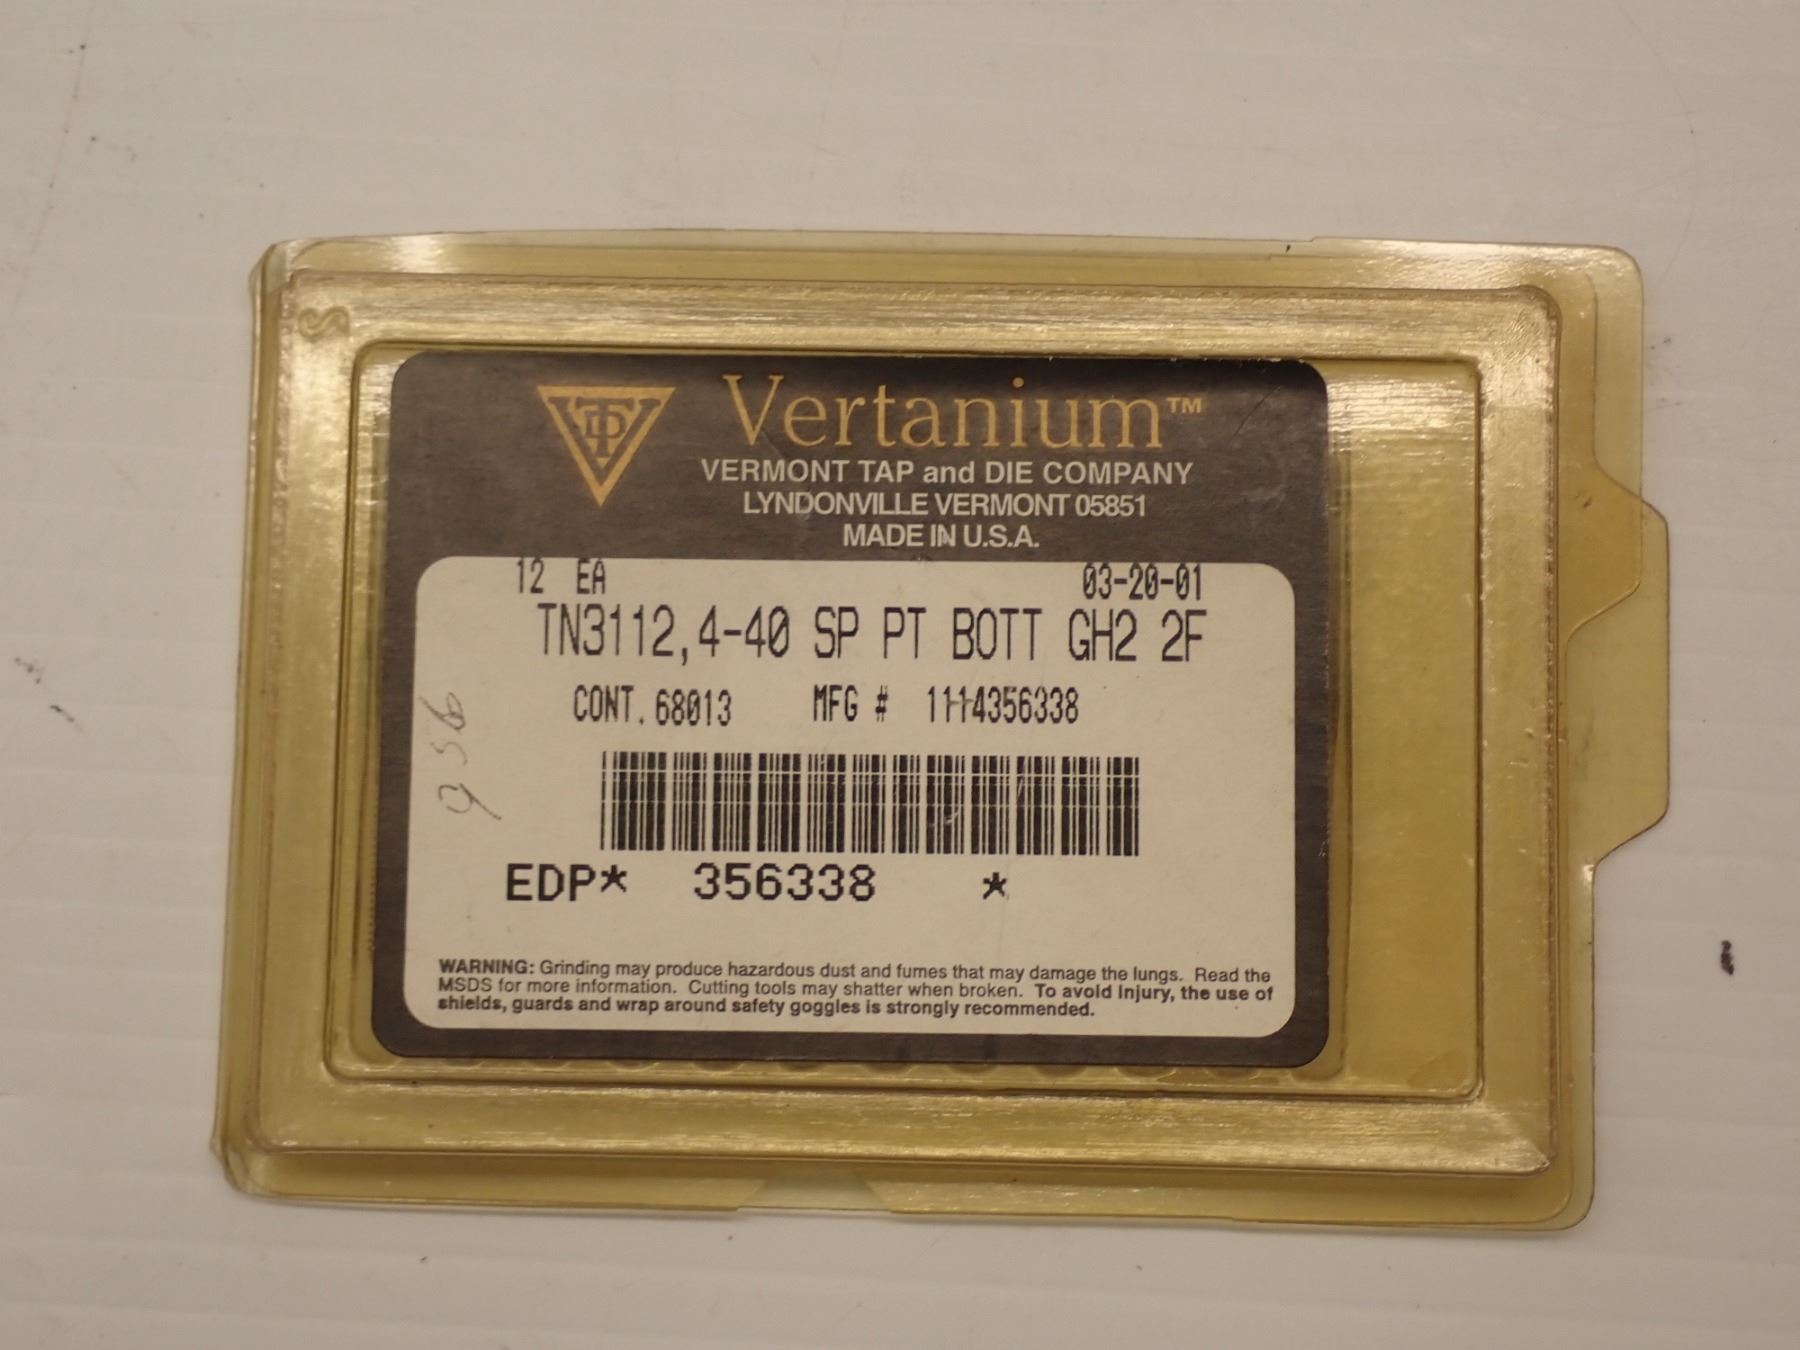 VTD
Vertanium™
VERMONT TAP and DIE COMPANY
LYNDONVILLE VERMONT 05851
MADE IN U.S.A.
12 EA 03-20-01
TN3112,4-40 SP PT BOTT GH2 2F
CONT. 68013 MFG # 1114356338
EDP* 356338 *
WARNING: Grinding may produce hazardous dust and fumes that may damage the lungs. Read the
MSDS for more information. Cutting tools may shatter when broken. To avoid injury, the use of
shields, guards and wrap around safety goggles is strongly recommended.